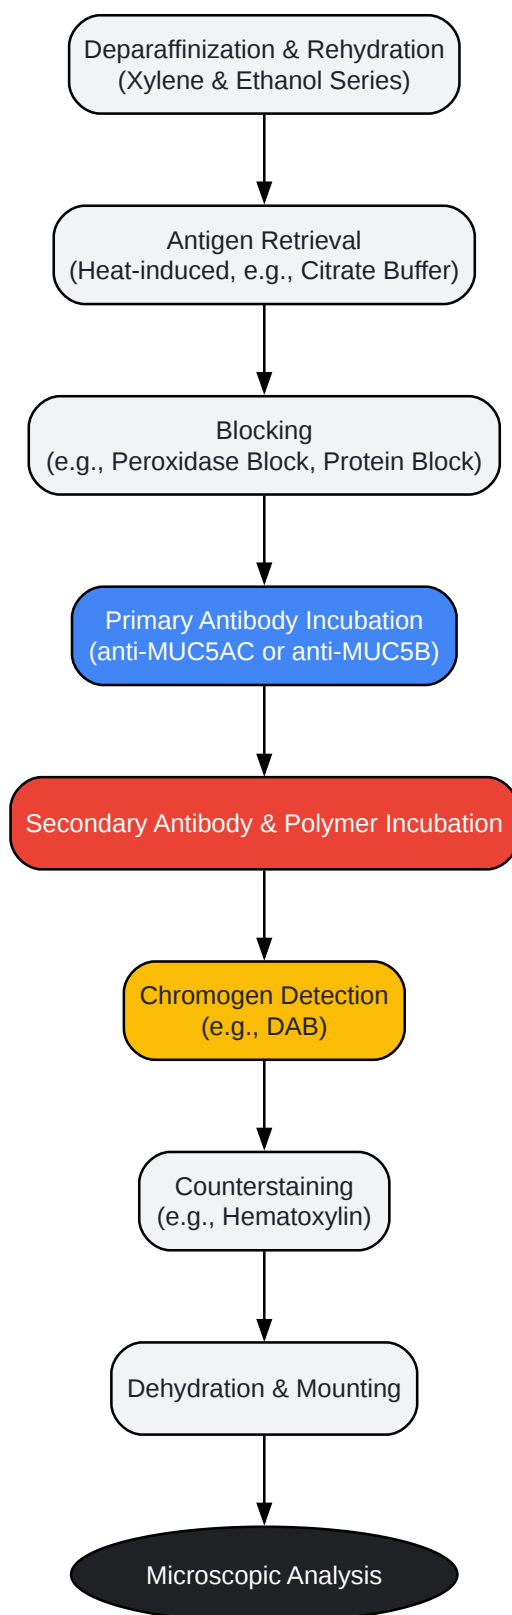 Deparaffinization & Rehydration
(Xylene & Ethanol Series)
Antigen Retrieval
(Heat-induced, e.g., Citrate Buffer)
Blocking
(e.g., Peroxidase Block, Protein Block)
Primary Antibody Incubation
(anti-MUC5AC or anti-MUC5B)
Secondary Antibody & Polymer Incubation
Chromogen Detection
(e.g., DAB)
Counterstaining
(e.g., Hematoxylin)
Dehydration & Mounting
Microscopic Analysis